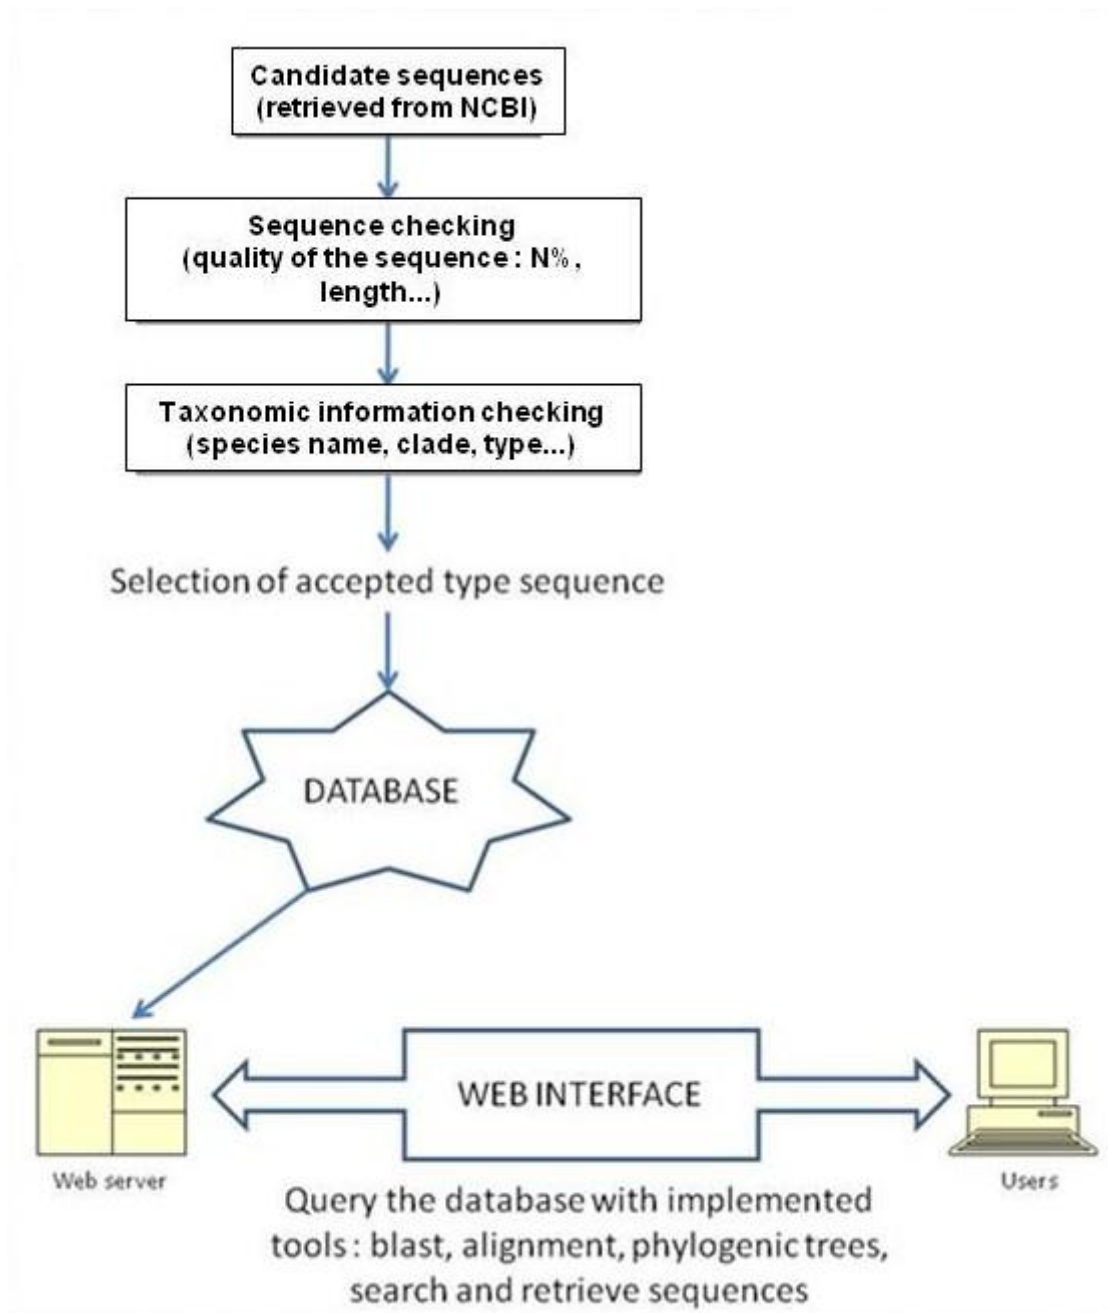 Candidate sequences
(retrieved from NCBI)
Sequence checking
(quality of the sequence : N% ,
length...)
Taxonomic information checking
(species name, clade, type...)
Selection of accepted type sequence
DATABASE
WEB INTERFACE
Web server
Users
Query the database with implemented
tools : blast, alignment, phylogenic trees,
search and retrieve sequences